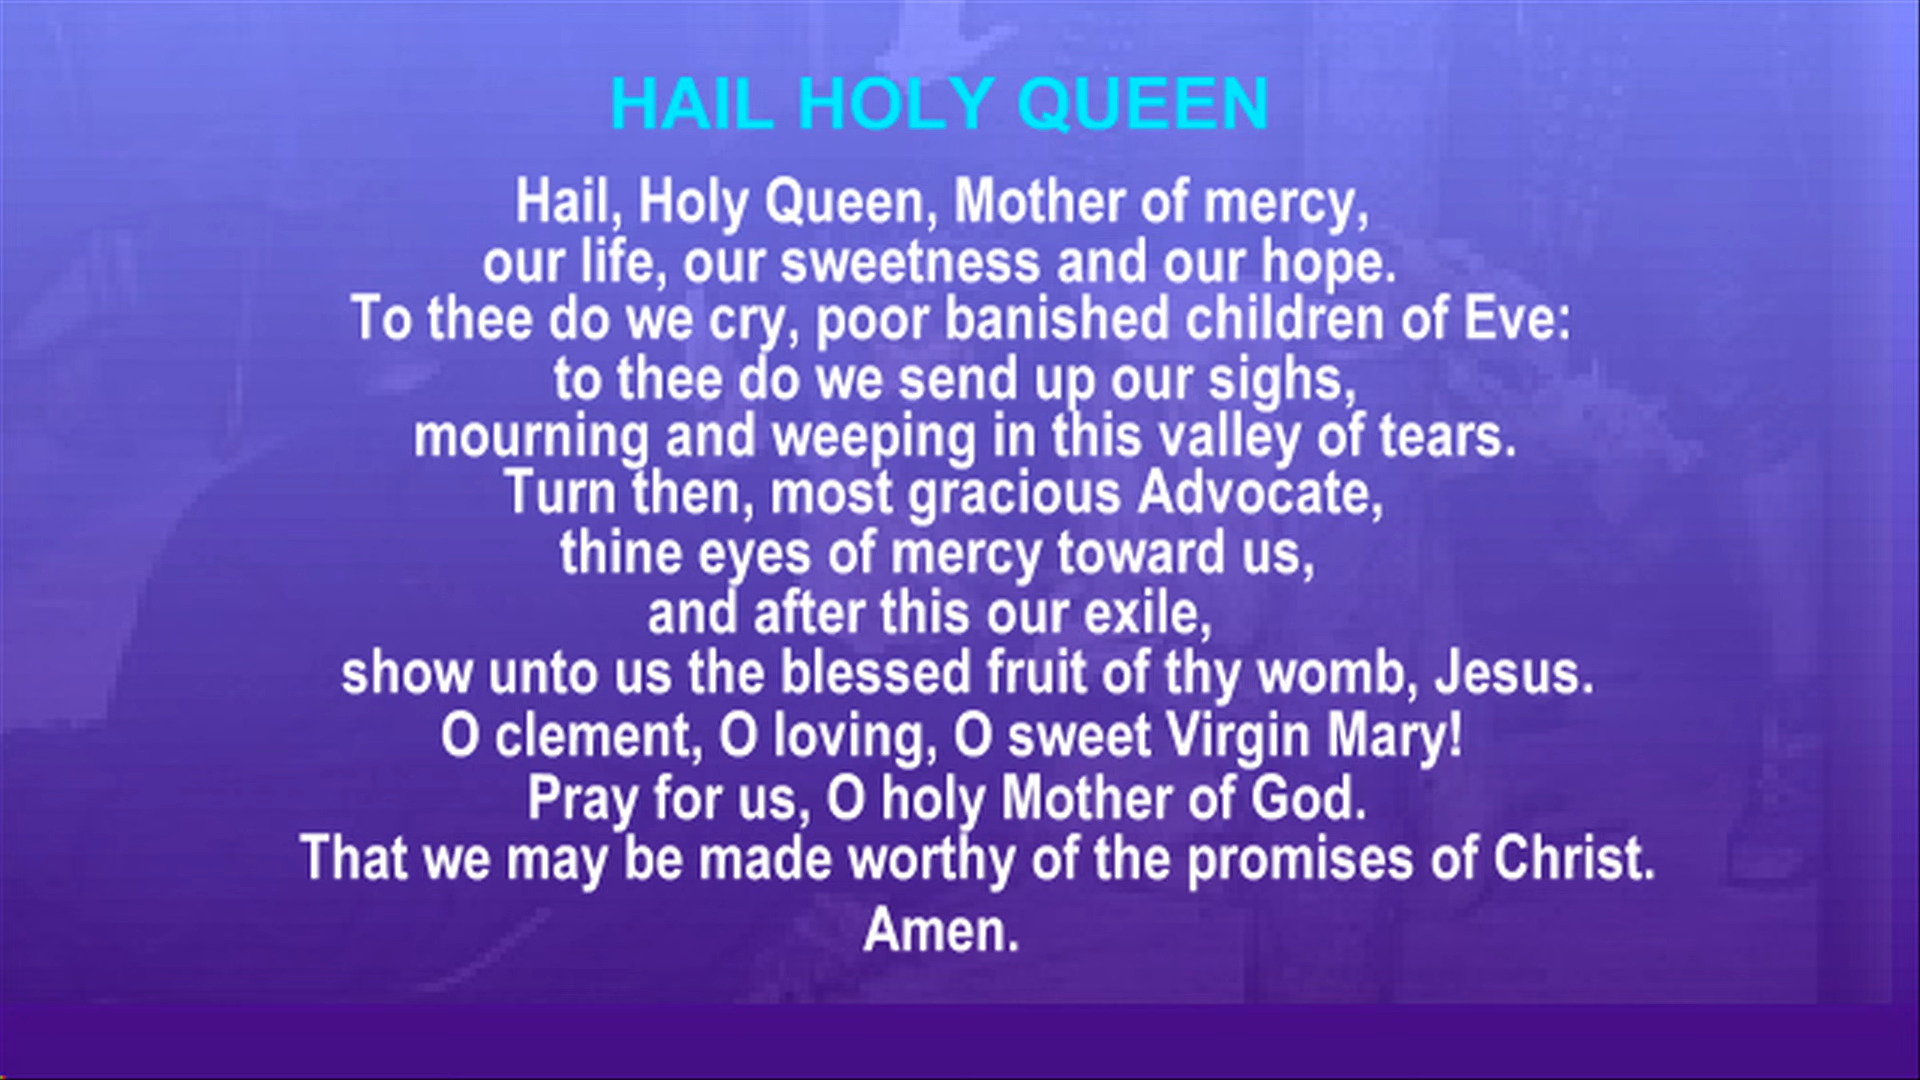 HAIL HOLY QUEEN
Hail, Holy Queen, Mother of mercy,
our life, our sweetness and our hope.
To thee do we cry, poor banished children of Eve:
to thee do we send up our sighs,
mourning and weeping in this valley of tears.
Turn then, most gracious Advocate,
thine eyes of mercy toward us,
and after this our exile,
show unto us the blessed fruit of thy womb, Jesus.
O clement, O loving, O sweet Virgin Mary!
Pray for us, O holy Mother of God.
That we may be made worthy of the promises of Christ.
Amen.